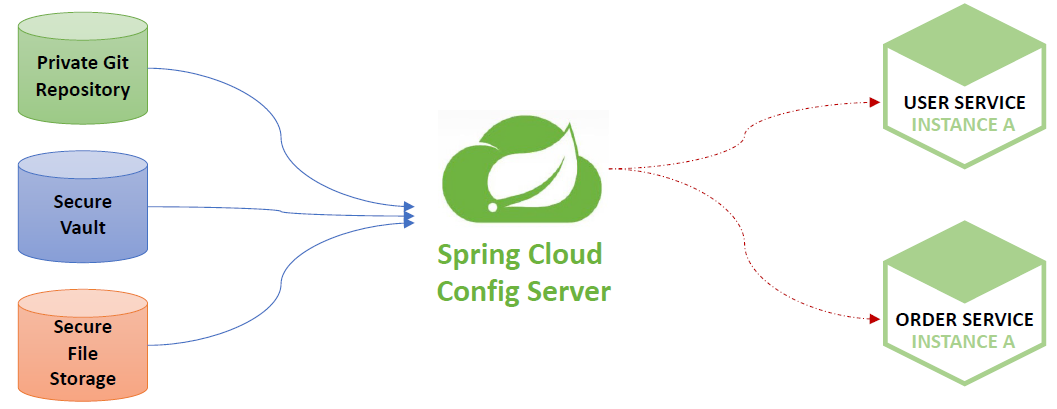 Private Git
Repository
Secure
Vault
Secure
File
Storage
Spring Cloud
Config Server
USER SERVICE
INSTANCE A
ORDER SERVICE
INSTANCE A